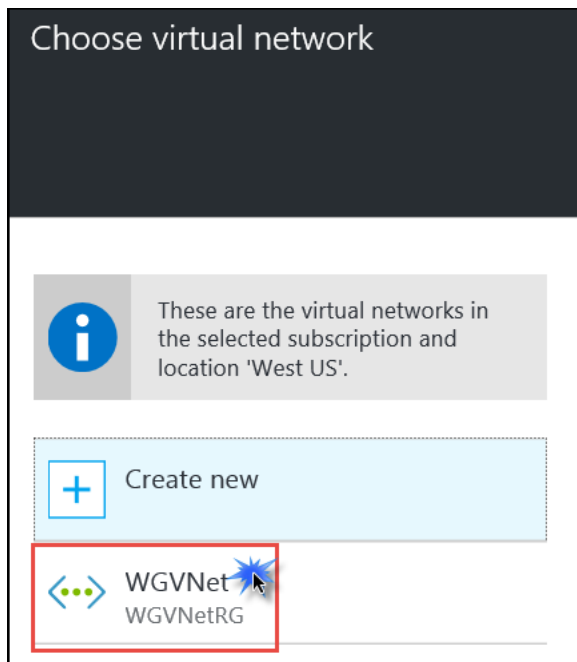 Choose virtual network
These are the virtual networks in
the selected subscription and
location 'West US'.
Create new
WGVNet
WGVNetRG